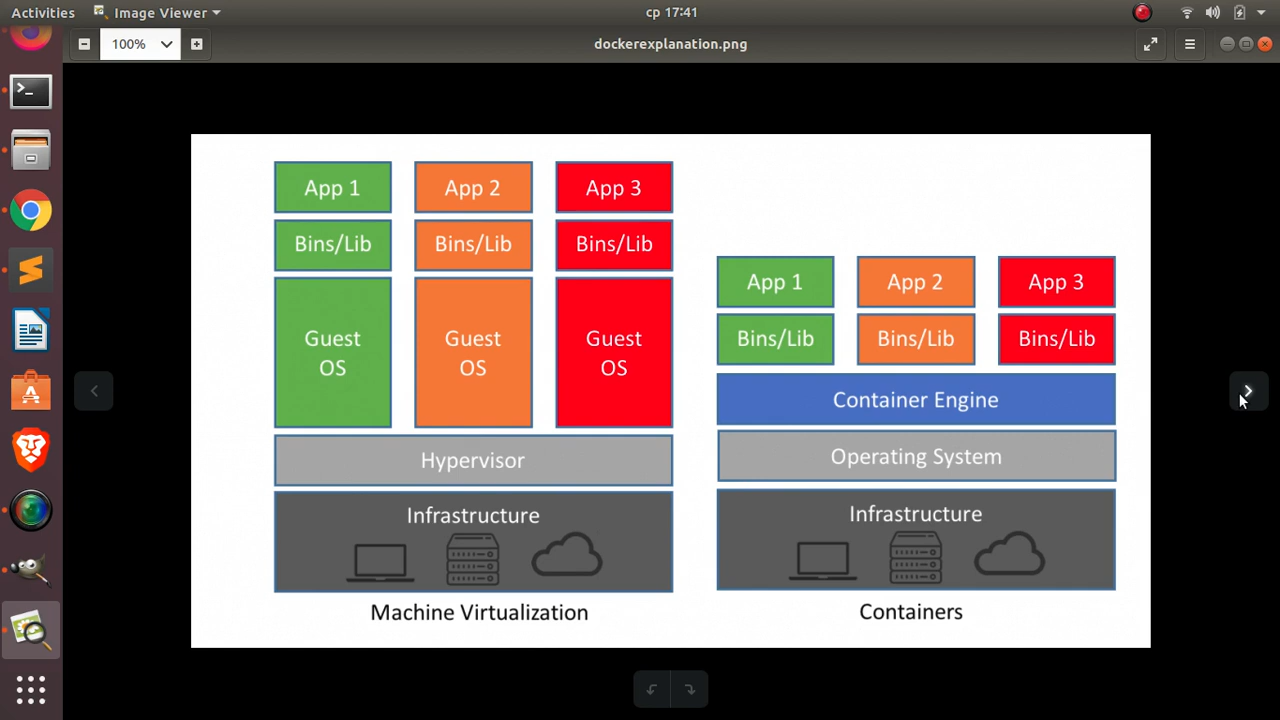 Activities
Image Viewer
ср 17:41
100%
dockerexplanation.png
App 1
App 2
App 3
Bins/Lib
Bins/Lib
Bins/Lib
Guest
OS
Guest
OS
Guest
OS
Hypervisor
Infrastructure
Machine Virtualization
App 1
App 2
App 3
Bins/Lib
Bins/Lib
Bins/Lib
Container Engine
Operating System
Infrastructure
Containers